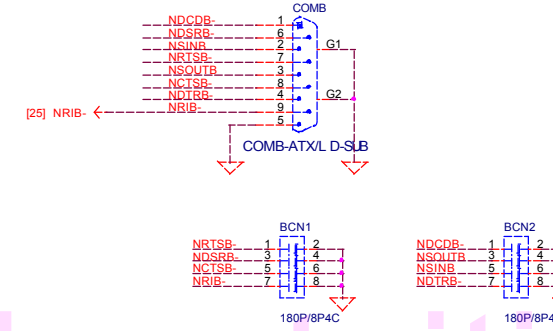 COMB
NDCDB- 1
NDSRB- 6
NSINB 2 G1
NRTSB- 7
NSOUTB 3
NCTSB- 8
NDTRB- 4 G2
[25] NRIB- NRIB- 9
5
COMB-ATX/L D-SUB
BCN1 BCN2
NRTSB- 1 2 NDCDB- 1 2
NDSRB- 3 4 NSOUTB 3 4
NCTSB- 5 6 NSINB 5 6
NRIB- 7 8 NDTRB- 7 8
180P/8P4C 180P/8P4